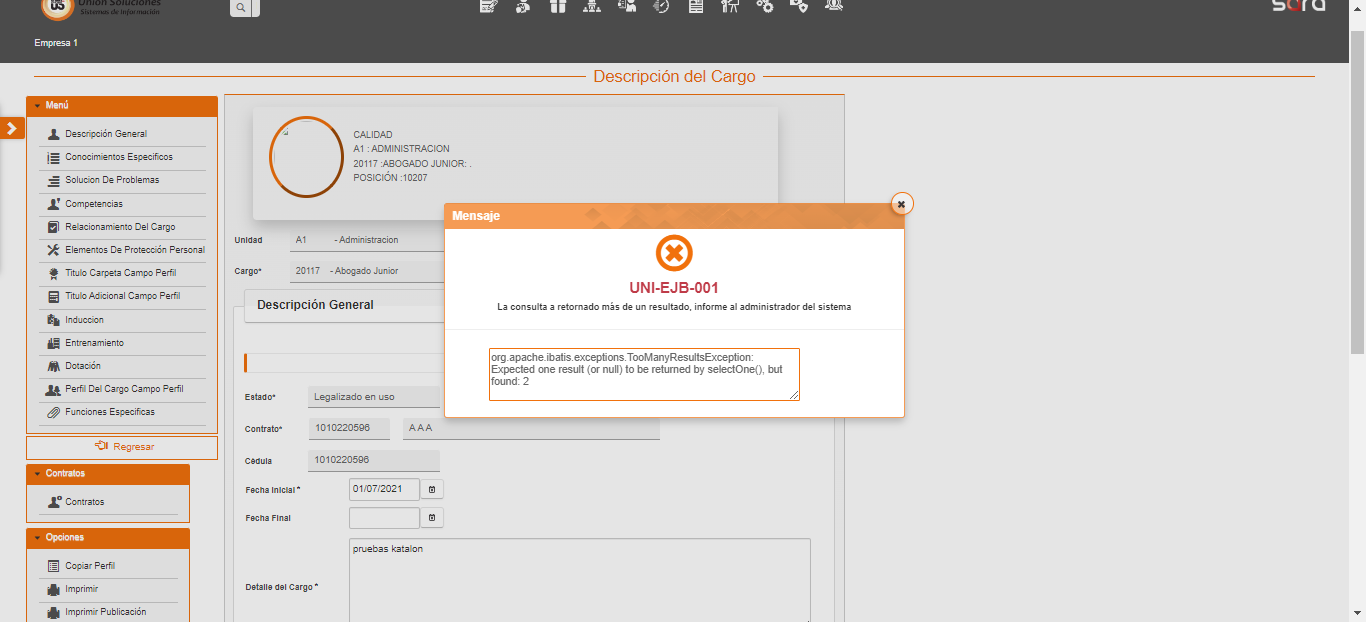 Union Soluciones
Sistemas de Información
sara
Empresa 1
Descripción del Cargo
Menú
Descripción General
Conocimientos Especificos
Solucion De Problemas
Competencias
Relacionamiento Del Cargo
Elementos De Protección Personal
Titulo Carpeta Campo Perfil
Titulo Adicional Campo Perfil
Induccion
Entrenamiento
Dotación
Perfil Del Cargo Campo Perfil
Funciones Especificas
Regresar
Contratos
Contratos
Opciones
Copiar Perfil
Imprimir
Imprimir Publicación
CALIDAD
A1 : ADMINISTRACION
20117 :ABOGADO JUNIOR: .
POSICIÓN :10207
Unidad A1 - Administracion
Cargo* 20117 - Abogado Junior
Descripción General
Estado* Legalizado en uso
Contrato* 1010220596 A A A
Cédula 1010220596
Fecha Inicial * 01/07/2021
Fecha Final
Detalle del Cargo * pruebas katalon
Mensaje
UNI-EJB-001
La consulta a retornado más de un resultado, informe al administrador del sistema
org.apache.ibatis.exceptions.TooManyResultsException:
Expected one result (or null) to be returned by selectOne(), but
found: 2